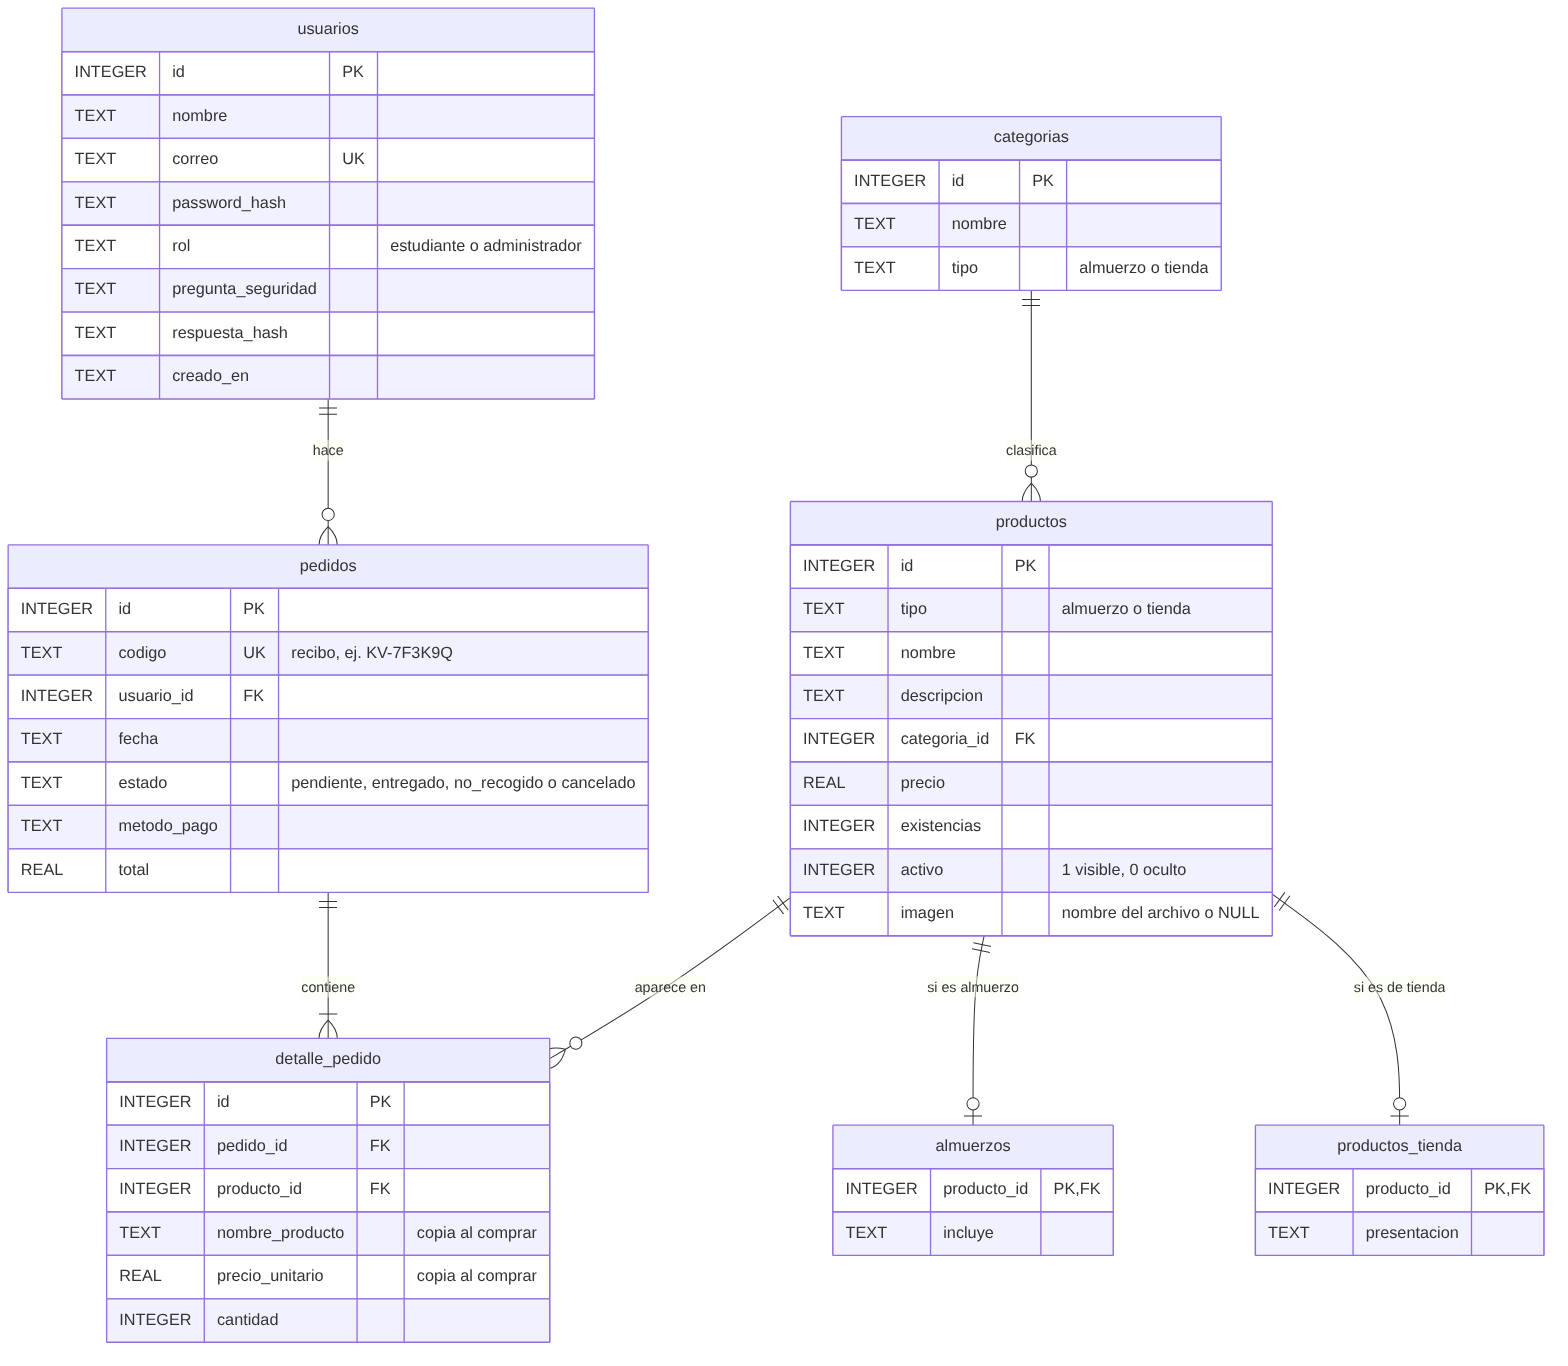 usuarios
INTEGER id PK
TEXT nombre
TEXT correo UK
TEXT password_hash
TEXT rol estudiante o administrador
TEXT pregunta_seguridad
TEXT respuesta_hash
TEXT creado_en
categorias
INTEGER id PK
TEXT nombre
TEXT tipo almuerzo o tienda
hace
clasifica
pedidos
INTEGER id PK
TEXT codigo UK recibo, ej. KV-7F3K9Q
INTEGER usuario_id FK
TEXT fecha
TEXT estado pendiente, entregado, no_recogido o cancelado
TEXT metodo_pago
REAL total
productos
INTEGER id PK
TEXT tipo almuerzo o tienda
TEXT nombre
TEXT descripcion
INTEGER categoria_id FK
REAL precio
INTEGER existencias
INTEGER activo 1 visible, 0 oculto
TEXT imagen nombre del archivo o NULL
contiene
aparece en
si es almuerzo
si es de tienda
detalle_pedido
INTEGER id PK
INTEGER pedido_id FK
INTEGER producto_id FK
TEXT nombre_producto copia al comprar
REAL precio_unitario copia al comprar
INTEGER cantidad
almuerzos
INTEGER producto_id PK,FK
TEXT incluye
productos_tienda
INTEGER producto_id PK,FK
TEXT presentacion